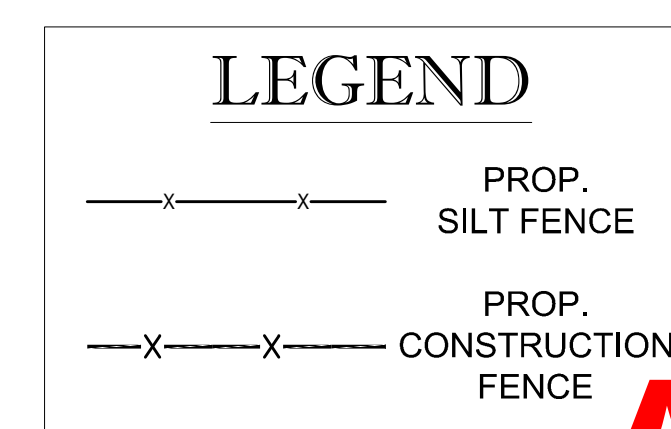 LEGEND
X X
PROP.
SILT FENCE
X X
PROP.
CONSTRUCTION
FENCE